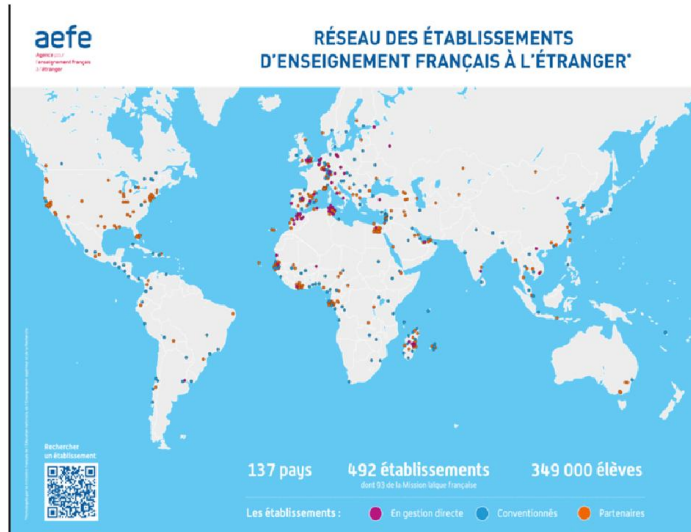 aefe
Agence pour
l'enseignement français
à l'étranger
RÉSEAU DES ÉTABLISSEMENTS
D'ENSEIGNEMENT FRANÇAIS À L'ÉTRANGER*
Rechercher
un établissement
137 pays
492 établissements
349 000 élèves
dont 93 de la Mission laïque française
Les établissements :
En gestion directe
Conventionnés
Partenaires